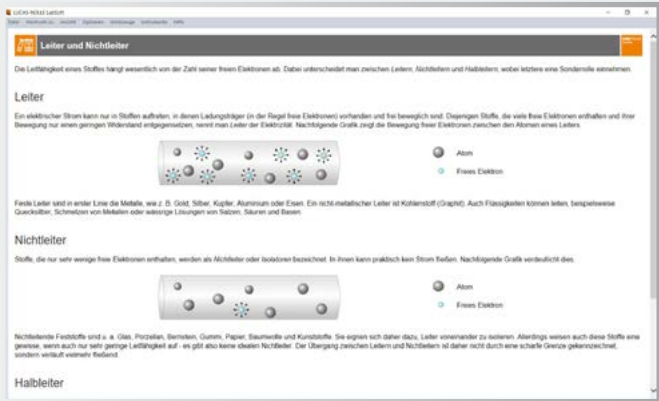 LUCAS-NÜLLE LabSoft
Leiter und Nichtleiter
Die Leitfähigkeit eines Stoffes hängt wesentlich von der Zahl seiner freien Elektronen ab. Dabei unterscheidet man zwischen Leitern, Nichtleitern und Halbleitern, wobei letztere eine Sonderrolle einnehmen.
Leiter
Ein elektrischer Strom kann nur in Stoffen auftreten, in denen Ladungsträger (in der Regel freie Elektronen) vorhanden und frei beweglich sind. Diejenigen Stoffe, die viele freie Elektronen enthalten und ihrer
Bewegung nur einen geringen Widerstand entgegensetzen, nennt man Leiter der Elektrizität. Nachfolgende Grafik zeigt die Bewegung freier Elektronen zwischen den Atomen eines Leiters.
Atom
Freies Elektron
Feste Leiter sind in erster Linie die Metalle, wie z. B. Gold, Silber, Kupfer, Aluminium oder Eisen. Ein nicht-metallischer Leiter ist Kohlenstoff (Graphit). Auch Flüssigkeiten können leiten, beispielsweise
Quecksilber, Schmelzen von Metallen oder wässrige Lösungen von Salzen, Säuren und Basen.
Nichtleiter
Stoffe, die nur sehr wenige freie Elektronen enthalten, werden als Nichtleiter oder Isolatoren bezeichnet. In ihnen kann praktisch kein Strom fließen. Nachfolgende Grafik verdeutlicht dies.
Atom
Freies Elektron
Nichtleitende Feststoffe sind u. a. Glas, Porzellan, Bernstein, Gummi, Papier, Baumwolle und Kunststoffe. Sie eignen sich daher dazu, Leiter voneinander zu isolieren. Allerdings weisen auch diese Stoffe eine
gewisse, wenn auch nur sehr geringe Leitfähigkeit auf - es gibt also keine idealen Nichtleiter. Der Übergang zwischen Leitern und Nichtleitern ist daher nicht durch eine scharfe Grenze gekennzeichnet,
sondern verläuft vielmehr fließend.
Halbleiter